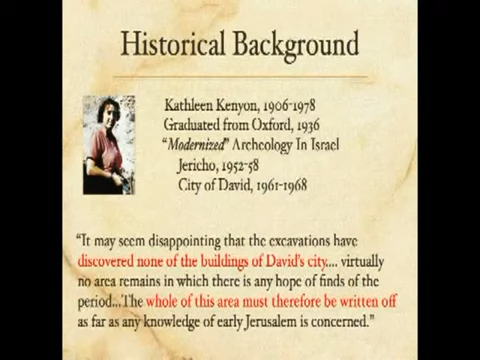 Historical Background
Kathleen Kenyon, 1906-1978
Graduated from Oxford, 1936
"Modernized" Archeology In Israel
Jericho, 1952-58
City of David, 1961-1968
"It may seem disappointing that the excavations have
discovered none of the buildings of David's city.... virtually
no area remains in which there is any hope of finds of the
period...The whole of this area must therefore be written off
as far as any knowledge of early Jerusalem is concerned."